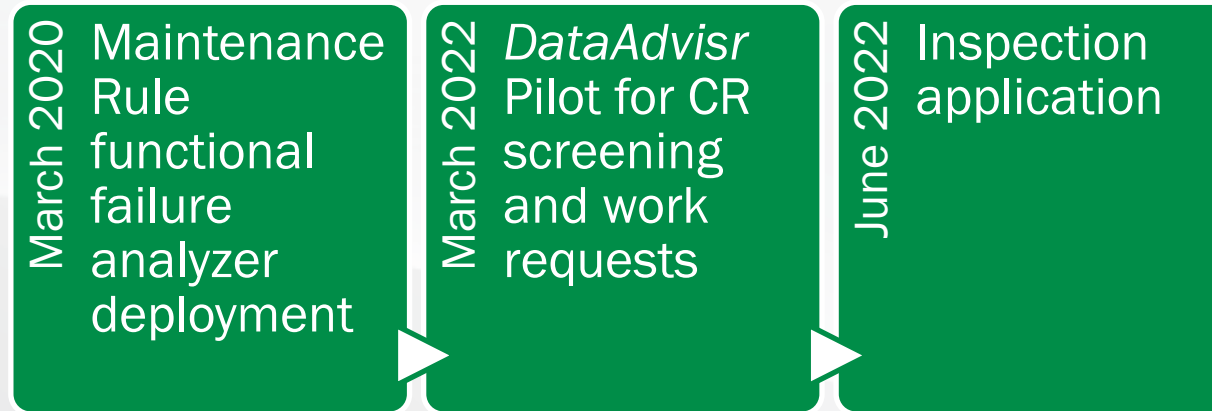 March 2020
Maintenance
Rule
functional
failure
analyzer
deployment
March 2022
DataAdvisr
Pilot for CR
screening
and work
requests
June 2022
Inspection
application